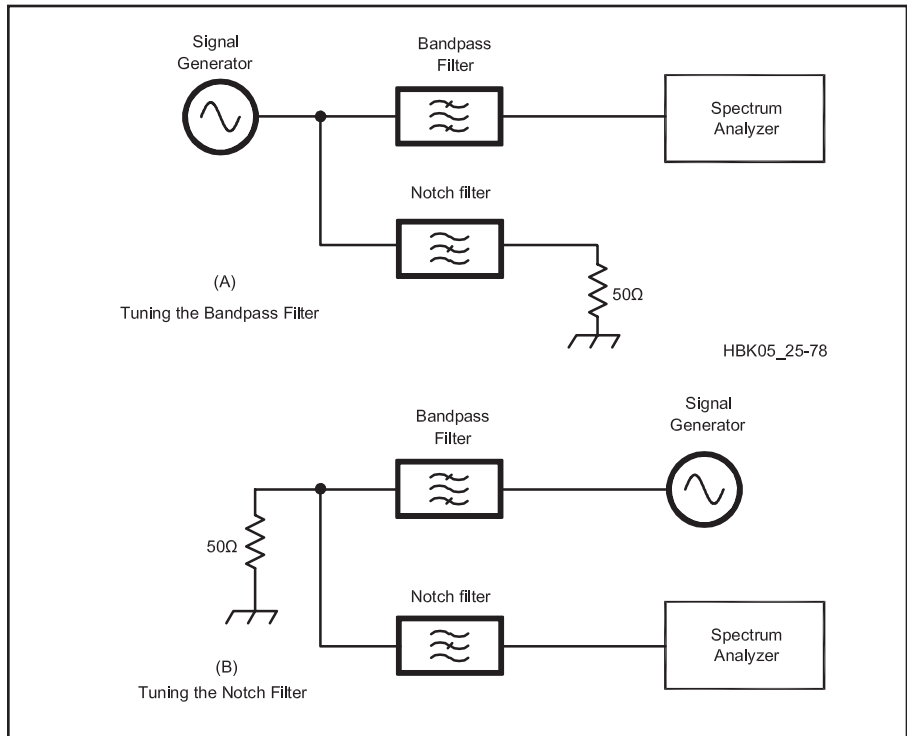 Signal
Generator
Bandpass
Filter
Spectrum
Analyzer
Notch filter
50Ω
(A)
Tuning the Bandpass Filter
HBK05_25-78
Bandpass
Filter
Signal
Generator
50Ω
Notch filter
Spectrum
Analyzer
(B)
Tuning the Notch Filter